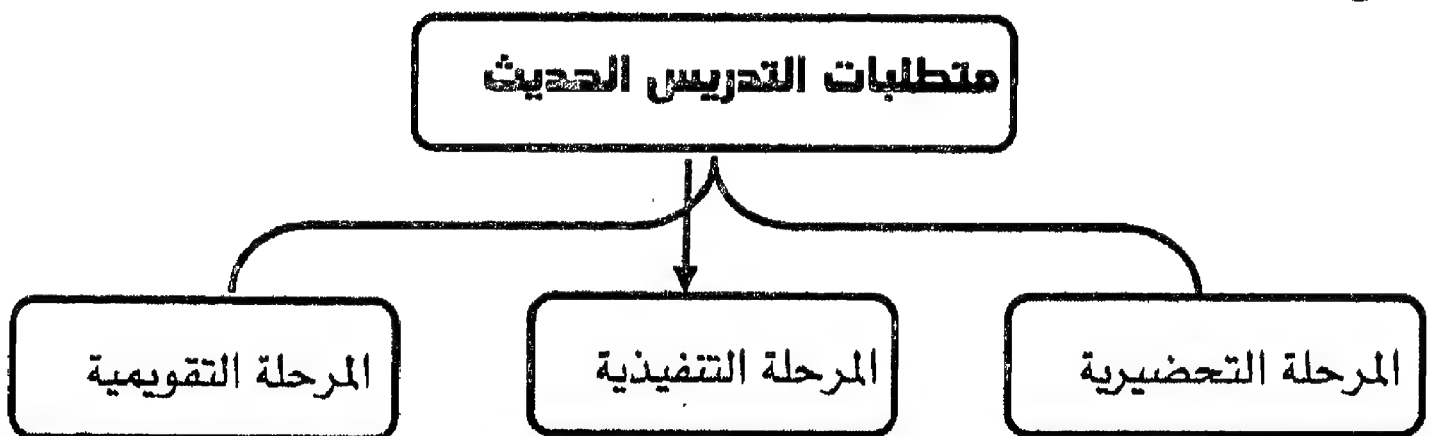 متطلبات التدريس الحديث
المرحلة التحضيرية
المرحلة التنفيذية
المرحلة التقويمية